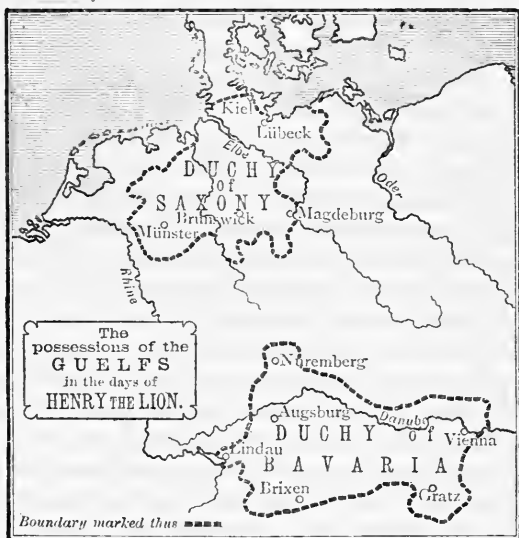 Kiel
Lübeck
Elbe
DUCHY
of
SAXONY
Brunswick
Magdeburg
Münster
Oder
Rhine
The
possessions of the
GUELFS
in the days of
HENRY THE LION.
Nuremberg
Augsburg
Danube
DUCHY of
Vienna
Lindau
BAVARIA
Brixen
Gratz
Boundary marked thus